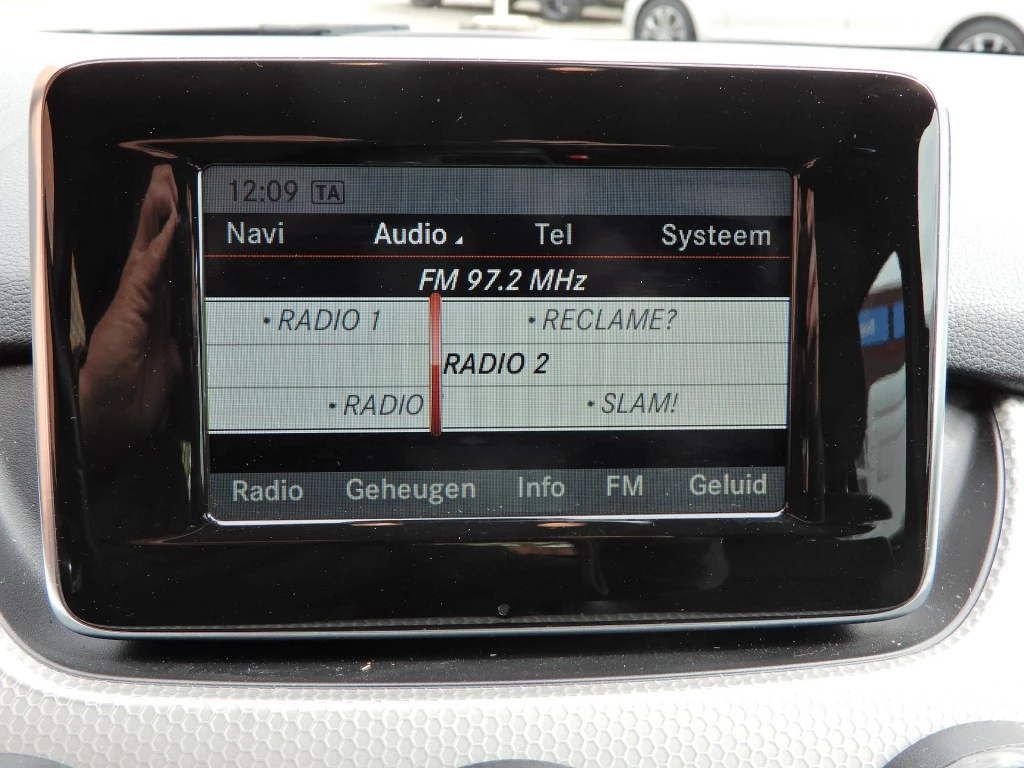 12:09 TA
Navi Audio Tel Systeem
FM 97.2 MHz
• RADIO 1 • RECLAME?
RADIO 2
• RADIO • SLAM!
Radio Geheugen Info FM Geluid